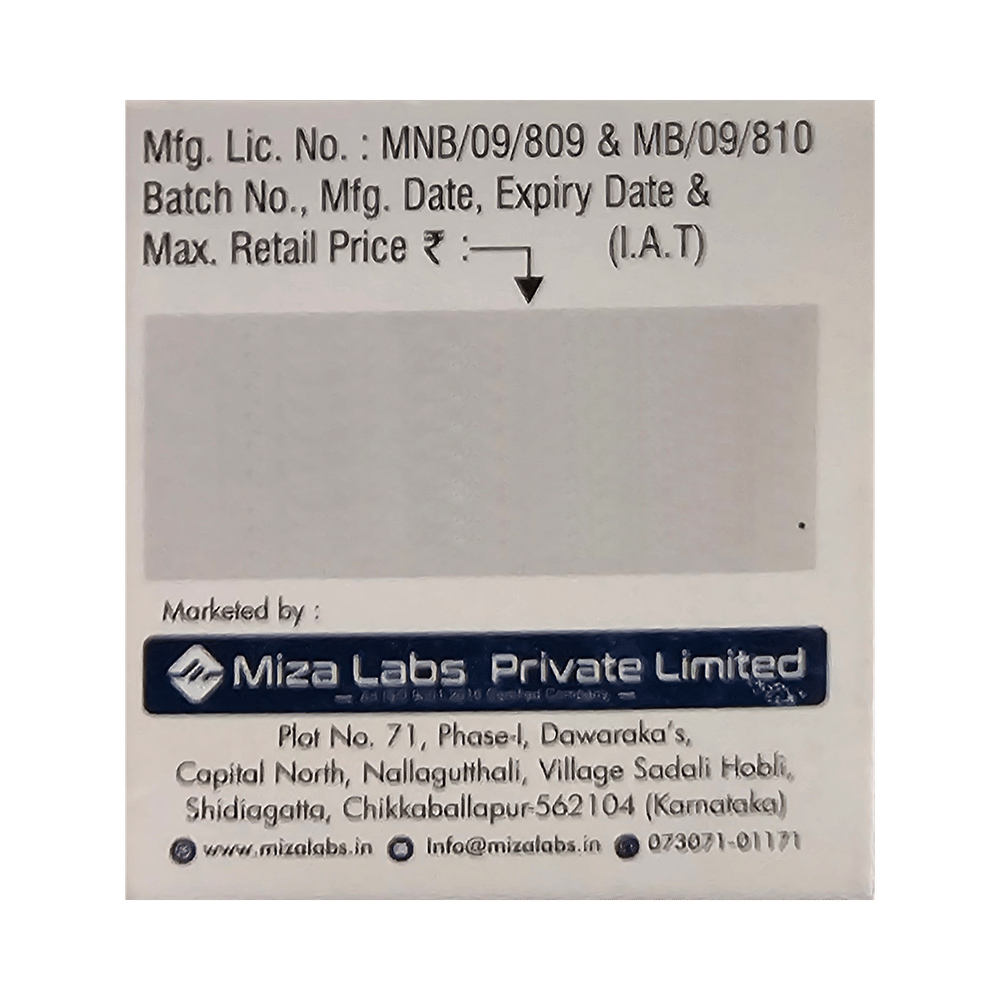 Mfg. Lic. No. : MNB/09/809 & MB/09/810
Batch No., Mfg. Date, Expiry Date &
Max. Retail Price ₹ : (I.A.T)
Marketed by :
Miza Labs Private Limited
Certified Company
Plot No. 71, Phase-I, Dawaraka's,
Capital North, Nallagutthali, Village Sadali Hobli,
Shidiagatta, Chikkaballapur-562104 (Karnataka)
www.mizalabs.in Info@mizalabs.in 073071-01171